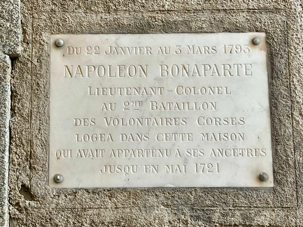 DU 22 JANVIER AU 3 MARS 1793
NAPOLEON BONAPARTE
LIEUTENANT-COLONEL
AU 2ME BATAILLON
DES VOLONTAIRES CORSES
LOGEA DANS CETTE MAISON
QUI AVAIT APPARTENU A SES ANCÊTRES
JUSQU'EN MAI 1721